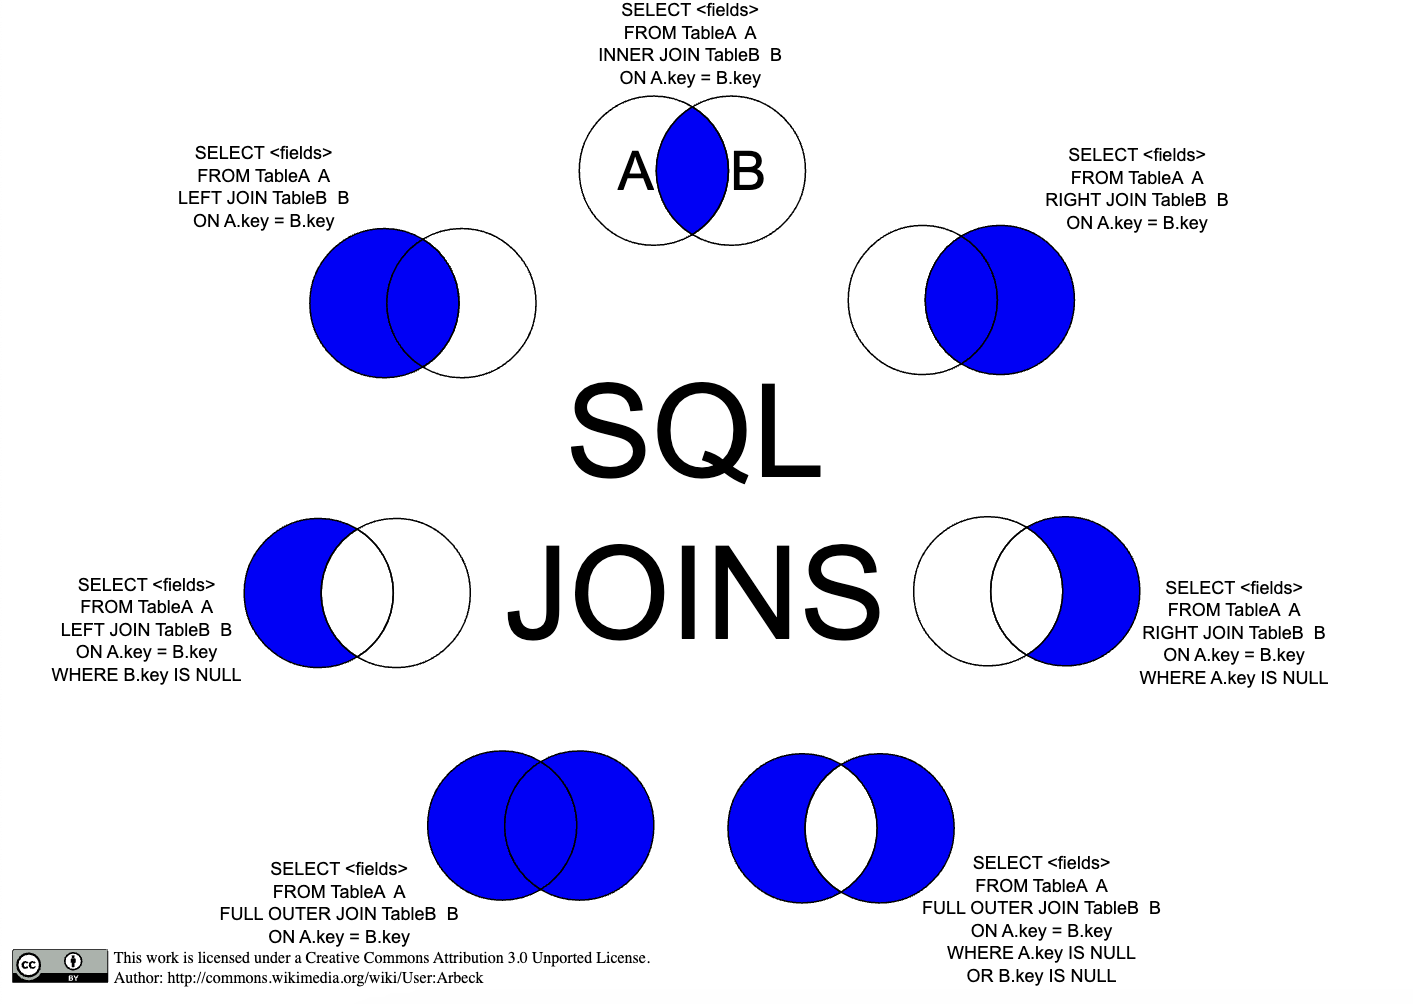 SELECT <fields>
FROM TableA  A
INNER JOIN TableB  B
ON A.key = B.key
A B
SELECT <fields>
FROM TableA  A
LEFT JOIN TableB  B
ON A.key = B.key
SELECT <fields>
FROM TableA  A
RIGHT JOIN TableB  B
ON A.key = B.key
SQL
JOINS
SELECT <fields>
FROM TableA  A
LEFT JOIN TableB  B
ON A.key = B.key
WHERE B.key IS NULL
SELECT <fields>
FROM TableA  A
RIGHT JOIN TableB  B
ON A.key = B.key
WHERE A.key IS NULL
SELECT <fields>
FROM TableA  A
FULL OUTER JOIN TableB  B
ON A.key = B.key
SELECT <fields>
FROM TableA  A
FULL OUTER JOIN TableB  B
ON A.key = B.key
WHERE A.key IS NULL
OR B.key IS NULL
cc
BY
This work is licensed under a Creative Commons Attribution 3.0 Unported License.
Author: http://commons.wikimedia.org/wiki/User:Arbeck